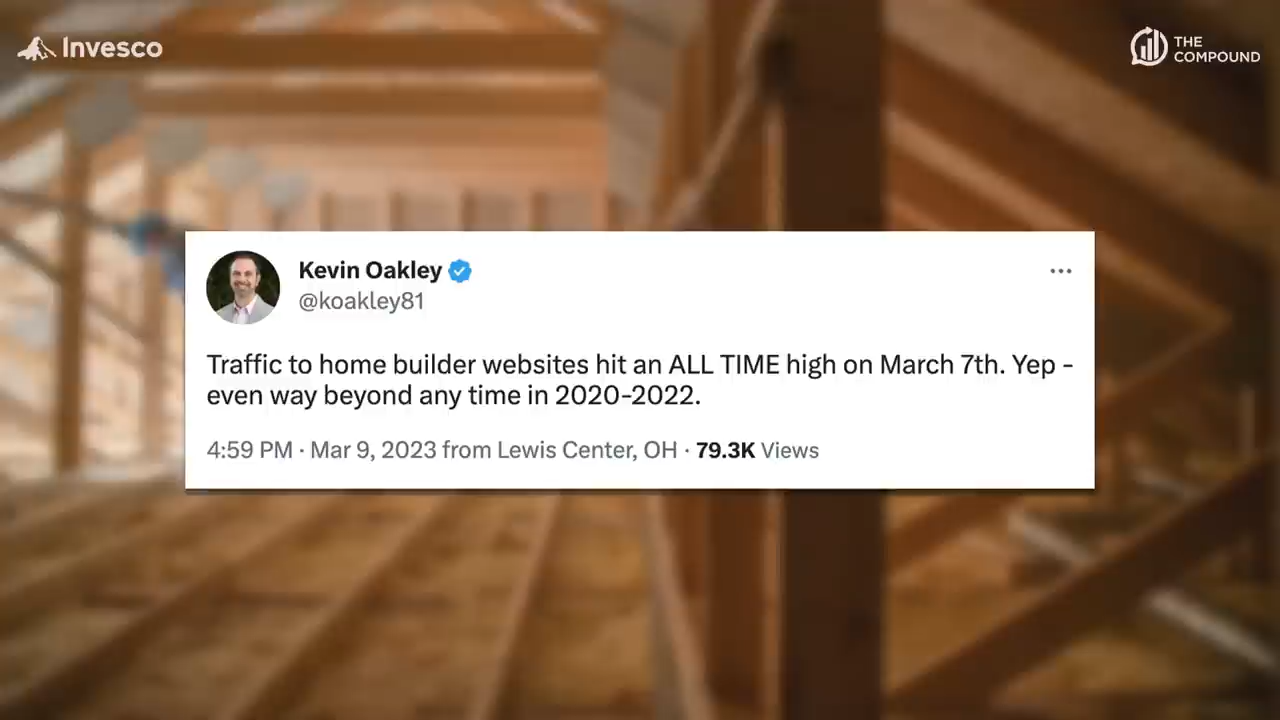 Invesco
THE
COMPOUND
Kevin Oakley
@koakley81
Traffic to home builder websites hit an ALL TIME high on March 7th. Yep -
even way beyond any time in 2020-2022.
4:59 PM · Mar 9, 2023 from Lewis Center, OH · 79.3K Views